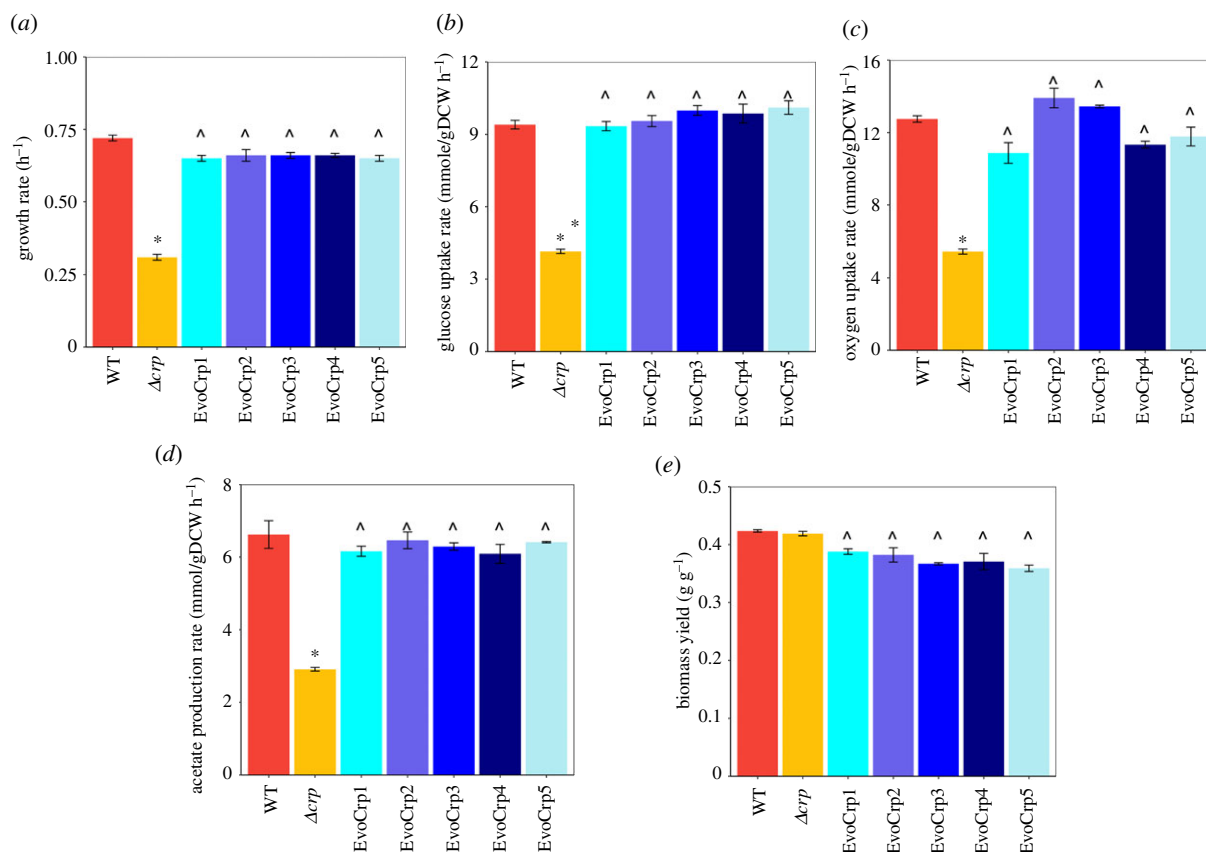 (a)
growth rate (h⁻¹)
1.00
0.75
0.50
0.25
0
^ ^ ^ ^ ^
*
WT Δcrp EvoCrp1 EvoCrp2 EvoCrp3 EvoCrp4 EvoCrp5
(b)
glucose uptake rate (mmole/gDCW h⁻¹)
12
9
6
3
0
^ ^ ^ ^ ^
* *
WT Δcrp EvoCrp1 EvoCrp2 EvoCrp3 EvoCrp4 EvoCrp5
(c)
oxygen uptake rate (mmole/gDCW h⁻¹)
16
12
8
4
0
^ ^ ^ ^ ^
*
WT Δcrp EvoCrp1 EvoCrp2 EvoCrp3 EvoCrp4 EvoCrp5
(d)
acetate production rate (mmol/gDCW h⁻¹)
8
6
4
2
0
^ ^ ^ ^ ^
*
WT Δcrp EvoCrp1 EvoCrp2 EvoCrp3 EvoCrp4 EvoCrp5
(e)
biomass yield (g g⁻¹)
0.5
0.4
0.3
0.2
0.1
0
^ ^ ^ ^ ^
WT Δcrp EvoCrp1 EvoCrp2 EvoCrp3 EvoCrp4 EvoCrp5